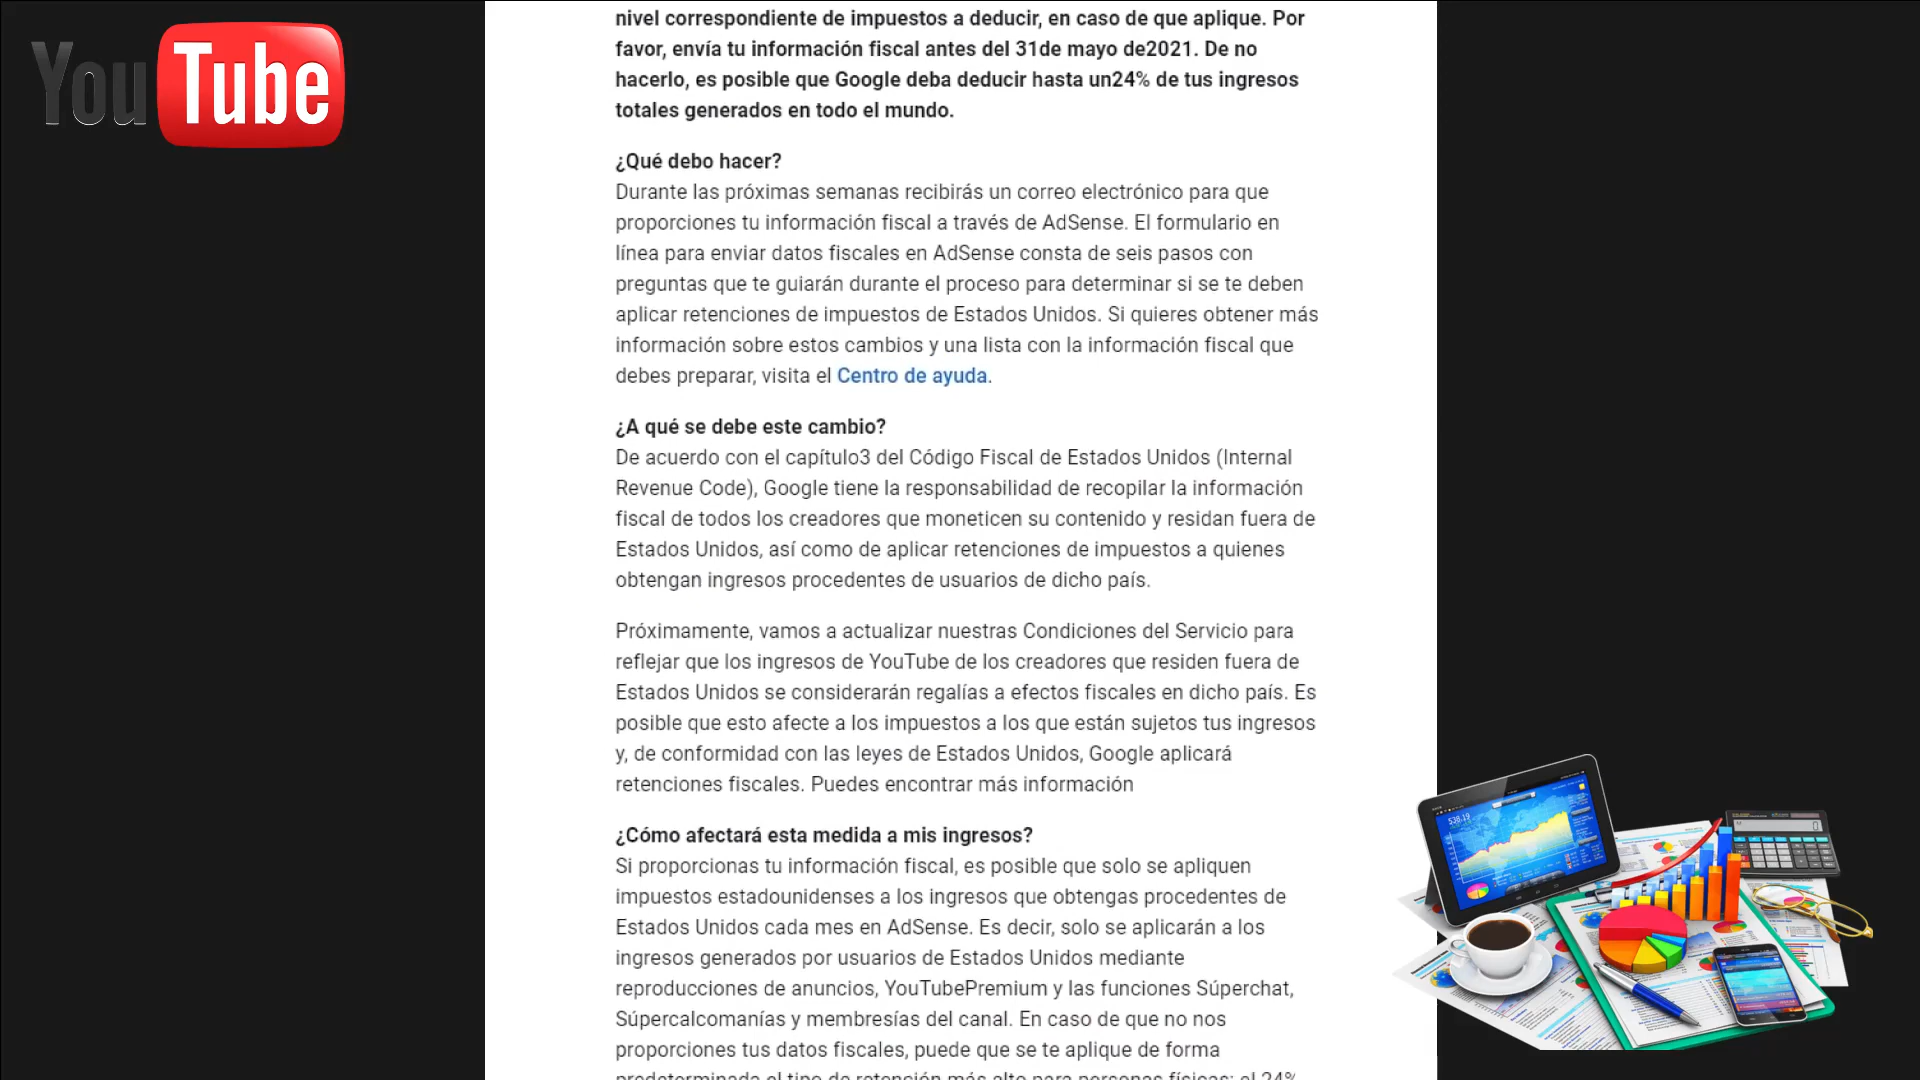 YouTube
nivel correspondiente de impuestos a deducir, en caso de que aplique. Por
favor, envía tu información fiscal antes del 31de mayo de2021. De no
hacerlo, es posible que Google deba deducir hasta un24% de tus ingresos
totales generados en todo el mundo.
¿Qué debo hacer?
Durante las próximas semanas recibirás un correo electrónico para que
proporciones tu información fiscal a través de AdSense. El formulario en
línea para enviar datos fiscales en AdSense consta de seis pasos con
preguntas que te guiarán durante el proceso para determinar si se te deben
aplicar retenciones de impuestos de Estados Unidos. Si quieres obtener más
información sobre estos cambios y una lista con la información fiscal que
debes preparar, visita el Centro de ayuda.
¿A qué se debe este cambio?
De acuerdo con el capítulo3 del Código Fiscal de Estados Unidos (Internal
Revenue Code), Google tiene la responsabilidad de recopilar la información
fiscal de todos los creadores que moneticen su contenido y residan fuera de
Estados Unidos, así como de aplicar retenciones de impuestos a quienes
obtengan ingresos procedentes de usuarios de dicho país.
Próximamente, vamos a actualizar nuestras Condiciones del Servicio para
reflejar que los ingresos de YouTube de los creadores que residen fuera de
Estados Unidos se considerarán regalías a efectos fiscales en dicho país. Es
posible que esto afecte a los impuestos a los que están sujetos tus ingresos
y, de conformidad con las leyes de Estados Unidos, Google aplicará
retenciones fiscales. Puedes encontrar más información
¿Cómo afectará esta medida a mis ingresos?
Si proporcionas tu información fiscal, es posible que solo se apliquen
impuestos estadounidenses a los ingresos que obtengas procedentes de
Estados Unidos cada mes en AdSense. Es decir, solo se aplicarán a los
ingresos generados por usuarios de Estados Unidos mediante
reproducciones de anuncios, YouTubePremium y las funciones Súperchat,
Súpercalcomanías y membresías del canal. En caso de que no nos
proporciones tus datos fiscales, puede que se te aplique de forma
predeterminada el tipo de retención más alto para personas físicas: el 24%
538.19
0